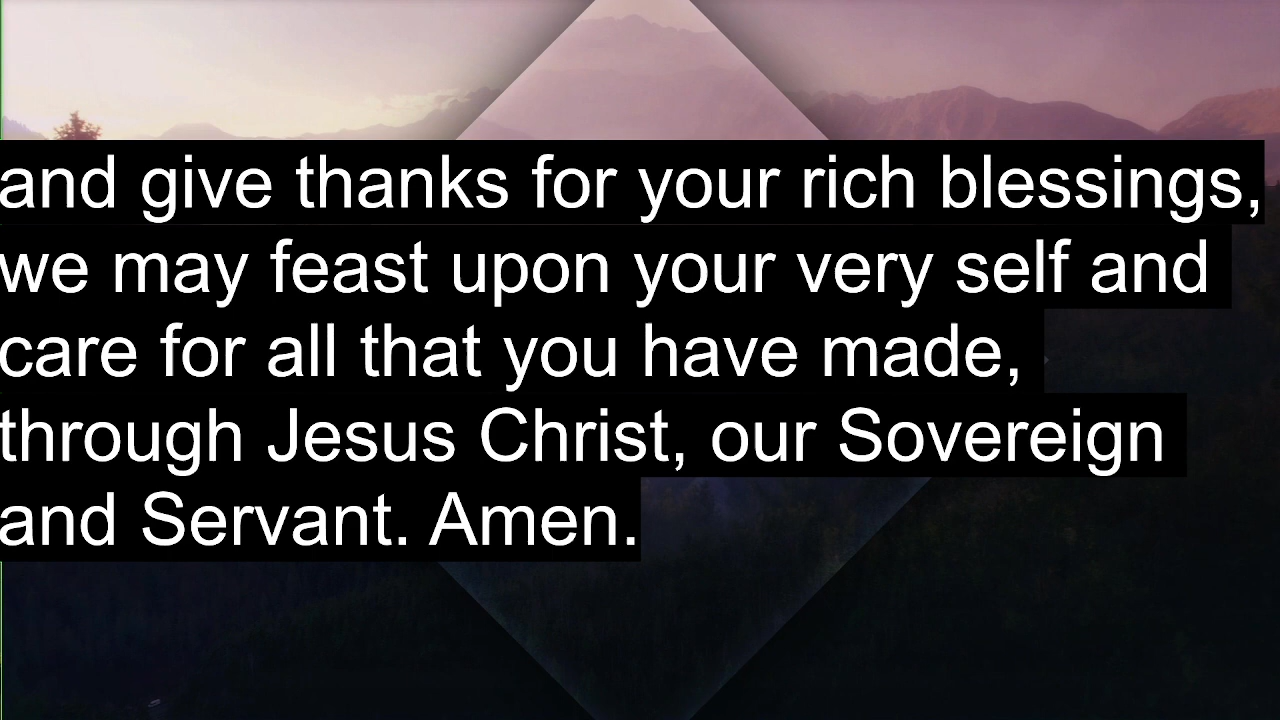 and give thanks for your rich blessings,
we may feast upon your very self and
care for all that you have made,
through Jesus Christ, our Sovereign
and Servant. Amen.